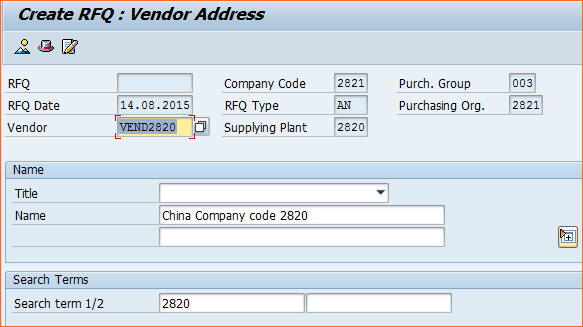 Create RFQ : Vendor Address
RFQ Company Code 2821 Purch. Group 003
RFQ Date 14.08.2015 RFQ Type AN Purchasing Org. 2821
Vendor VEND2820 Supplying Plant 2820
Name
Title
Name China Company code 2820
Search Terms
Search term 1/2 2820